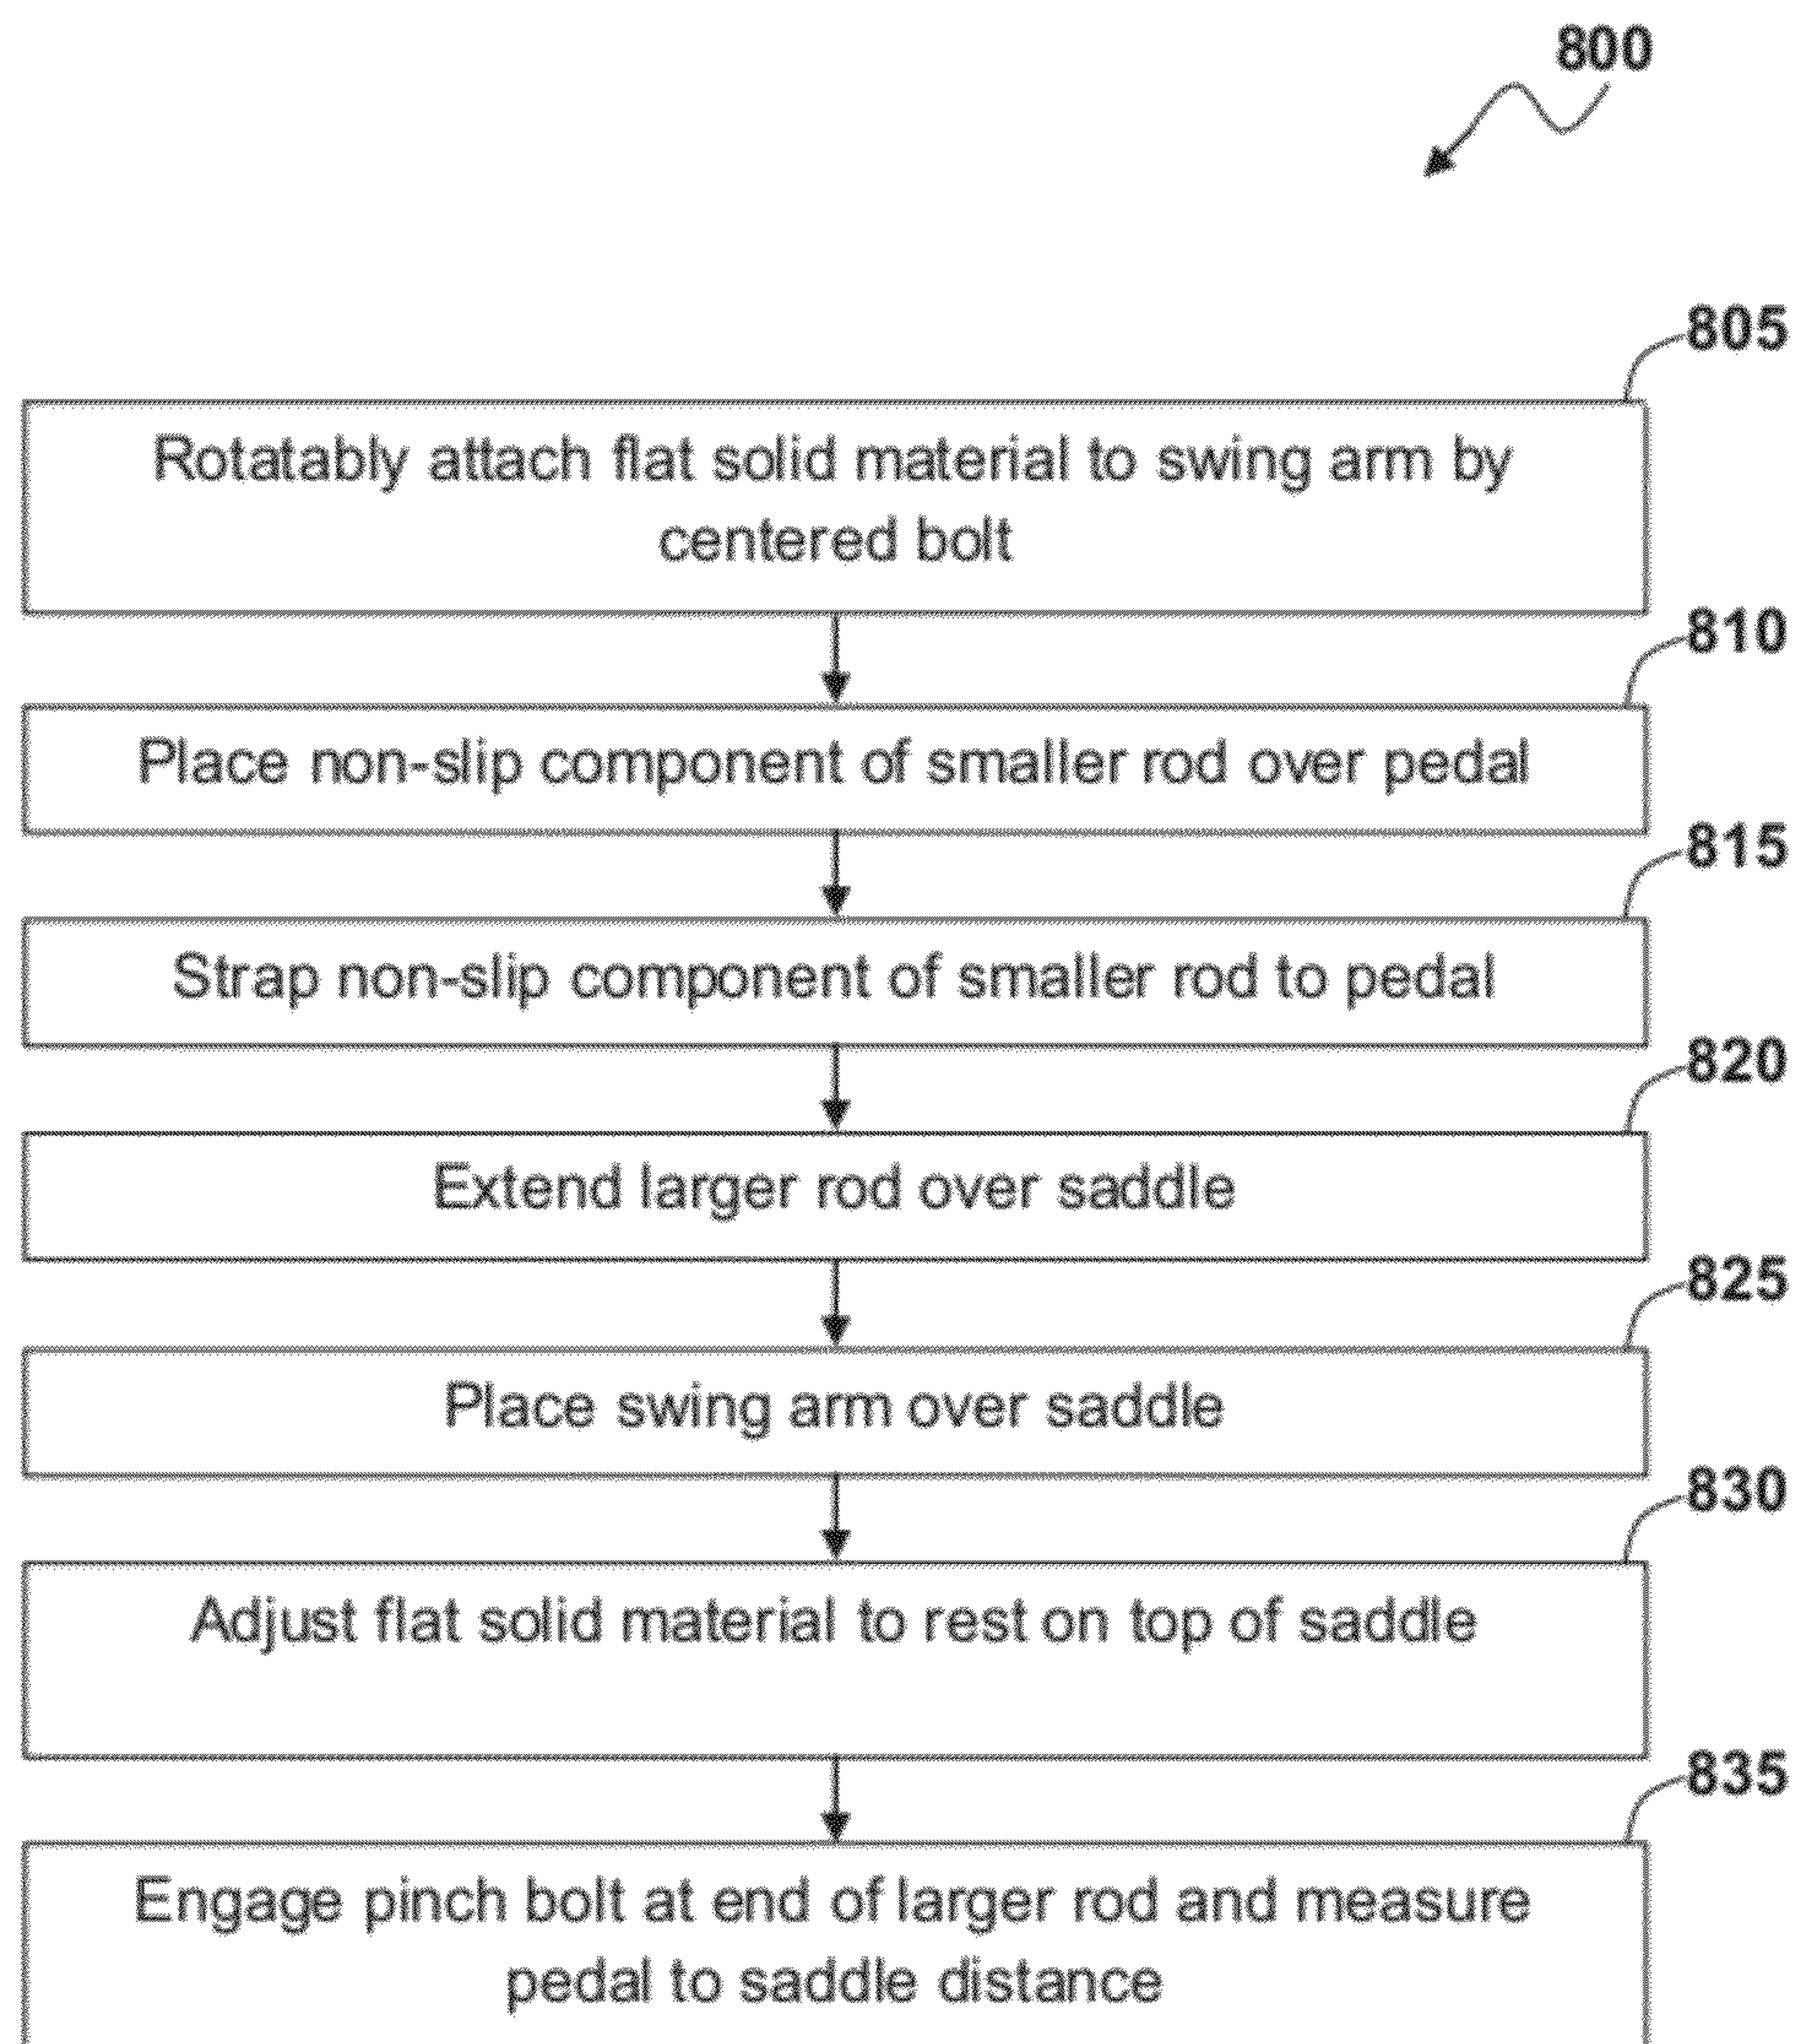 800
805
Rotatably attach flat solid material to swing arm by
centered bolt
810
Place non-slip component of smaller rod over pedal
815
Strap non-slip component of smaller rod to pedal
820
Extend larger rod over saddle
825
Place swing arm over saddle
830
Adjust flat solid material to rest on top of saddle
835
Engage pinch bolt at end of larger rod and measure
pedal to saddle distance